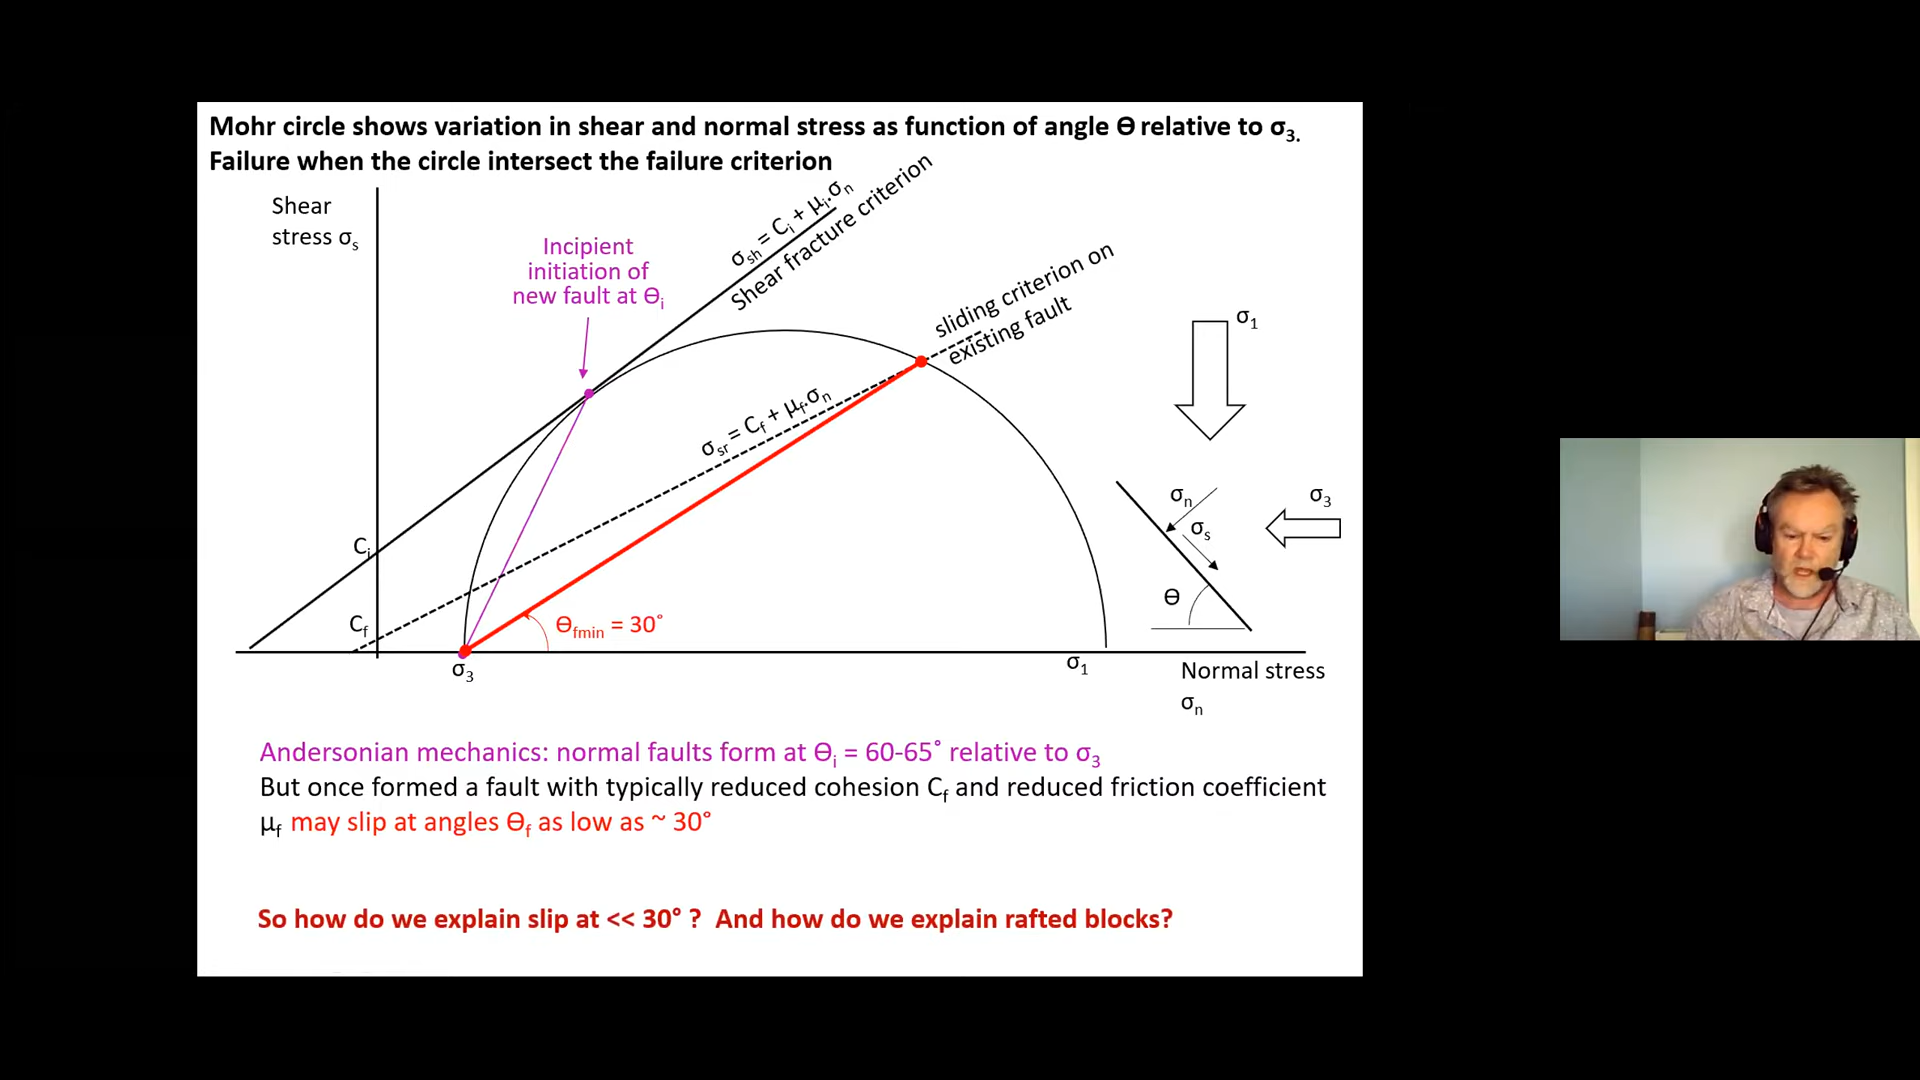 Mohr circle shows variation in shear and normal stress as function of angle ϴ relative to σ3.
Failure when the circle intersect the failure criterion
Shear
stress σs
Incipient
initiation of
new fault at ϴi
σsh = Ci + μi.σn
Shear fracture criterion
sliding criterion on
existing fault
σsr = Cf + μf.σn
σ1
σ3
σn
σs
ϴ
Ci
Cf
ϴfmin = 30˚
σ3
σ1
Normal stress
σn
Andersonian mechanics: normal faults form at ϴi = 60-65˚ relative to σ3
But once formed a fault with typically reduced cohesion Cf and reduced friction coefficient
μf may slip at angles ϴf as low as ~ 30°
So how do we explain slip at << 30° ? And how do we explain rafted blocks?